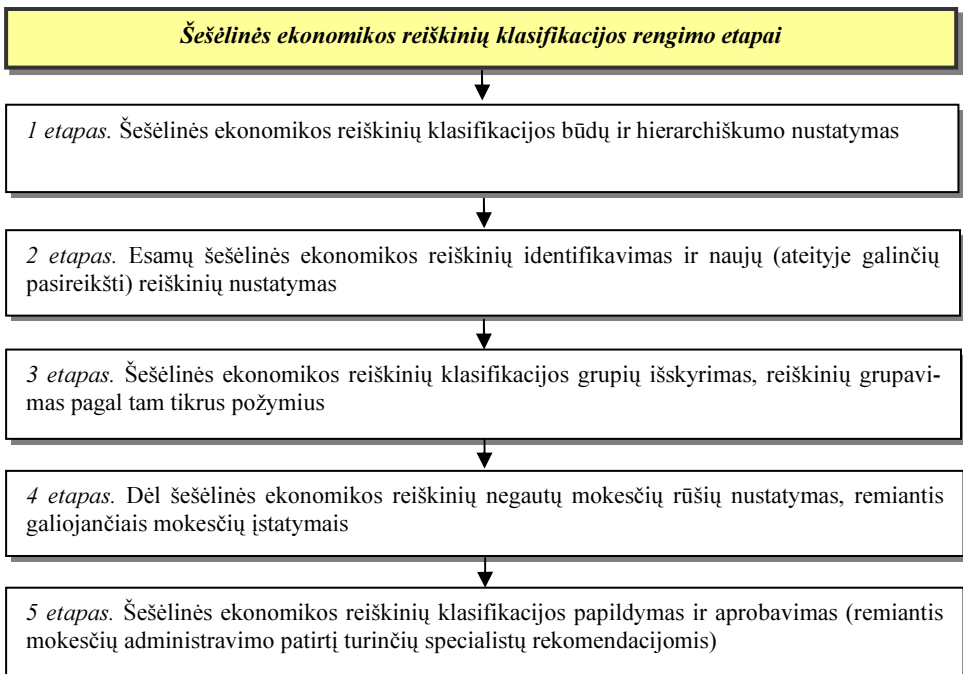 Šešėlinės ekonomikos reiškinių klasifikacijos rengimo etapai
1 etapas. Šešėlinės ekonomikos reiškinių klasifikacijos būdų ir hierarchiškumo nustatymas
2 etapas. Esamų šešėlinės ekonomikos reiškinių identifikavimas ir naujų (ateityje galinčių
pasireikšti) reiškinių nustatymas
3 etapas. Šešėlinės ekonomikos reiškinių klasifikacijos grupių išskyrimas, reiškinių grupavi-
mas pagal tam tikrus požymius
4 etapas. Dėl šešėlinės ekonomikos reiškinių negautų mokesčių rūšių nustatymas, remiantis
galiojančiais mokesčių įstatymais
5 etapas. Šešėlinės ekonomikos reiškinių klasifikacijos papildymas ir aprobavimas (remiantis
mokesčių administravimo patirtį turinčių specialistų rekomendacijomis)